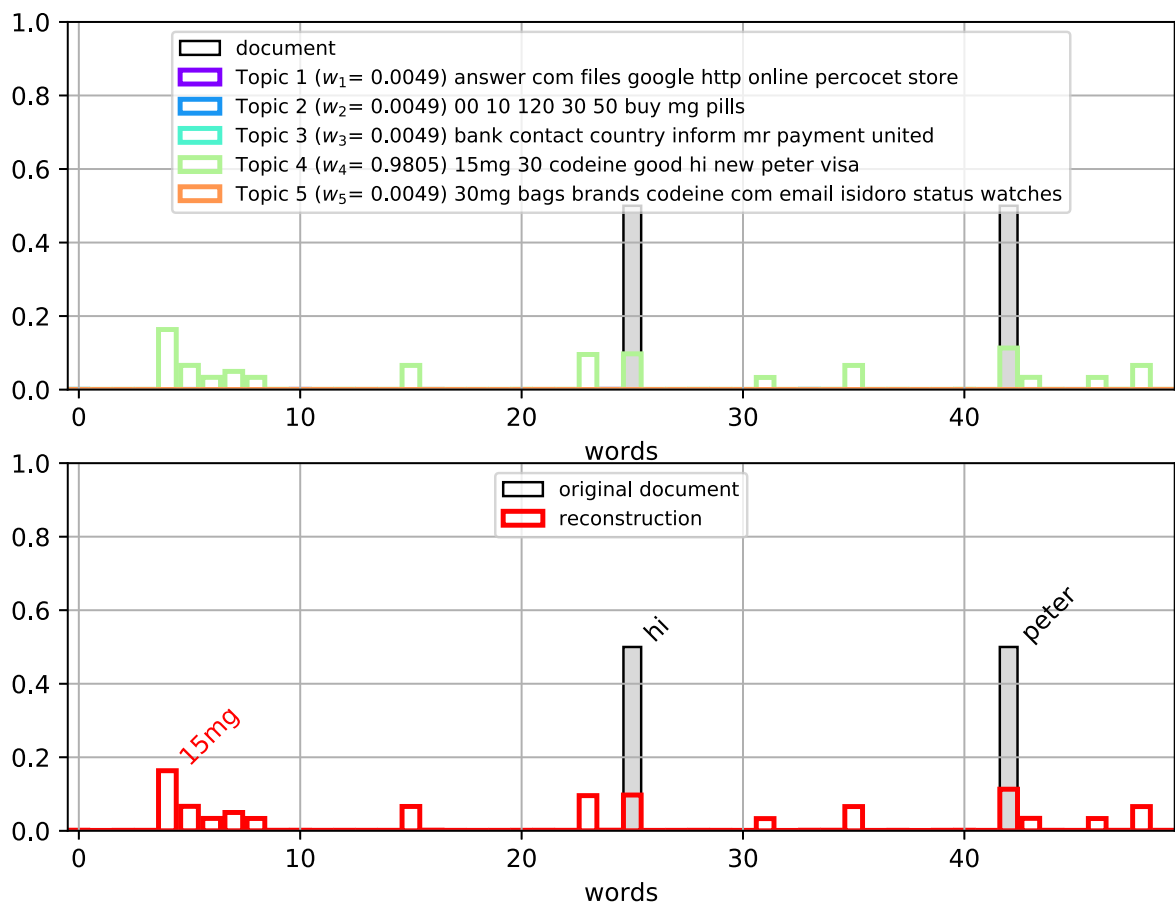 1.0
0.8
0.6
0.4
0.2
0.0
document
Topic 1 (w₁= 0.0049) answer com files google http online percocet store
Topic 2 (w₂= 0.0049) 00 10 120 30 50 buy mg pills
Topic 3 (w₃= 0.0049) bank contact country inform mr payment united
Topic 4 (w₄= 0.9805) 15mg 30 codeine good hi new peter visa
Topic 5 (w₅= 0.0049) 30mg bags brands codeine com email isidoro status watches
0 10 20 30 40
words
1.0
0.8
0.6
0.4
0.2
0.0
original document
reconstruction
hi
peter
15mg
0 10 20 30 40
words